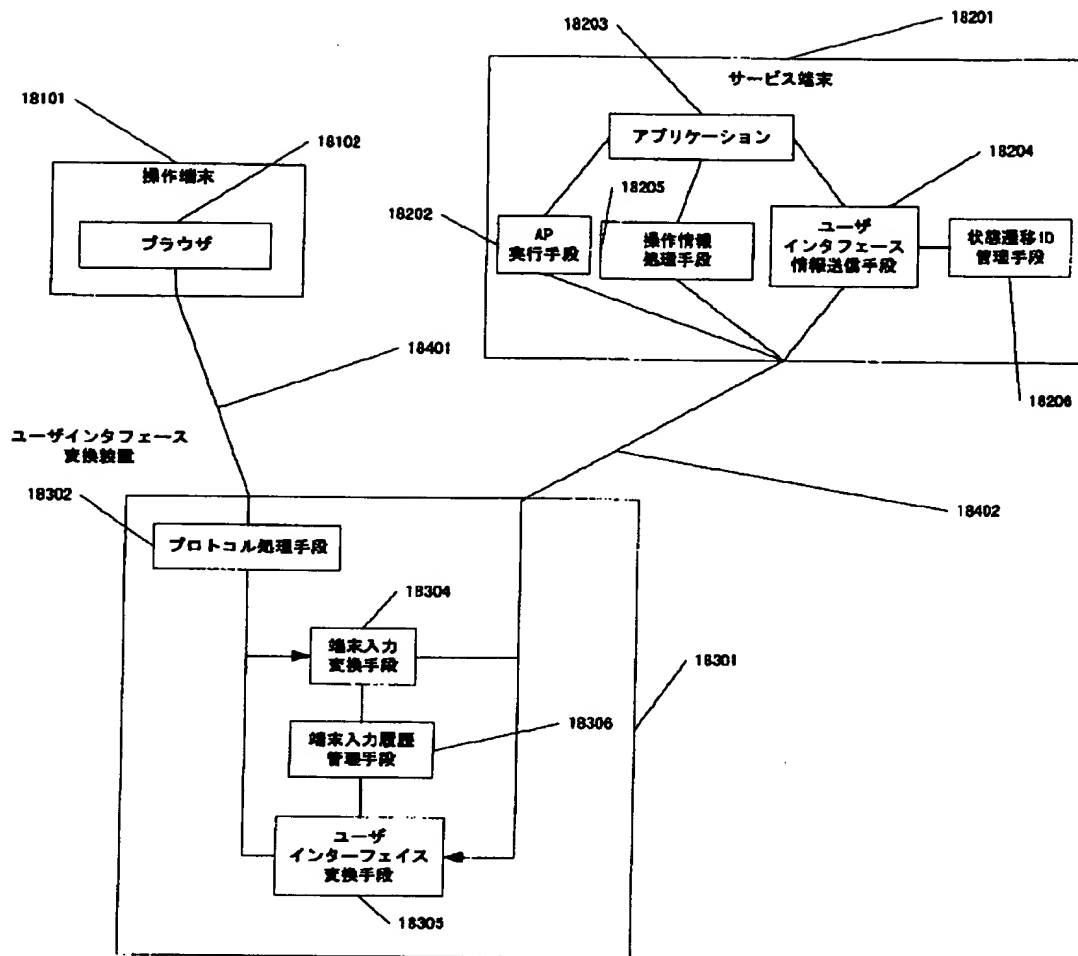 18203
18201
サービス端末
18101
18102
アプリケーション
操作端末
18204
18205
18202
ブラウザ
AP
実行手段
操作情報
処理手段
ユーザ
インタフェース
情報送信手段
状態遷移ID
管理手段
18401
18206
ユーザインタフェース
変換装置
18302
18402
プロトコル処理手段
18304
端末入力
変換手段
18301
18306
端末入力履歴
管理手段
ユーザ
インターフェイス
変換手段
18305